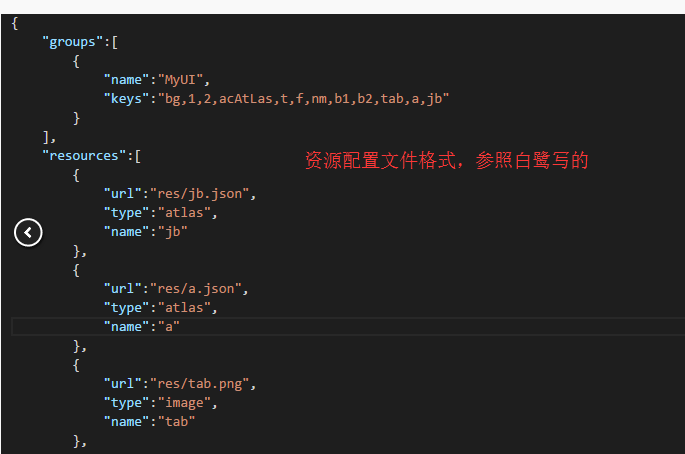 {
"groups":[
{
"name":"MyUI",
"keys":"bg,1,2,acAtLas,t,f,nm,b1,b2,tab,a,jb"
}
],
"resources":[
资源配置文件格式，参照白鹭写的
{
"url":"res/jb.json",
"type":"atlas",
"name":"jb"
},
{
"url":"res/a.json",
"type":"atlas",
"name":"a"
},
{
"url":"res/tab.png",
"type":"image",
"name":"tab"
},